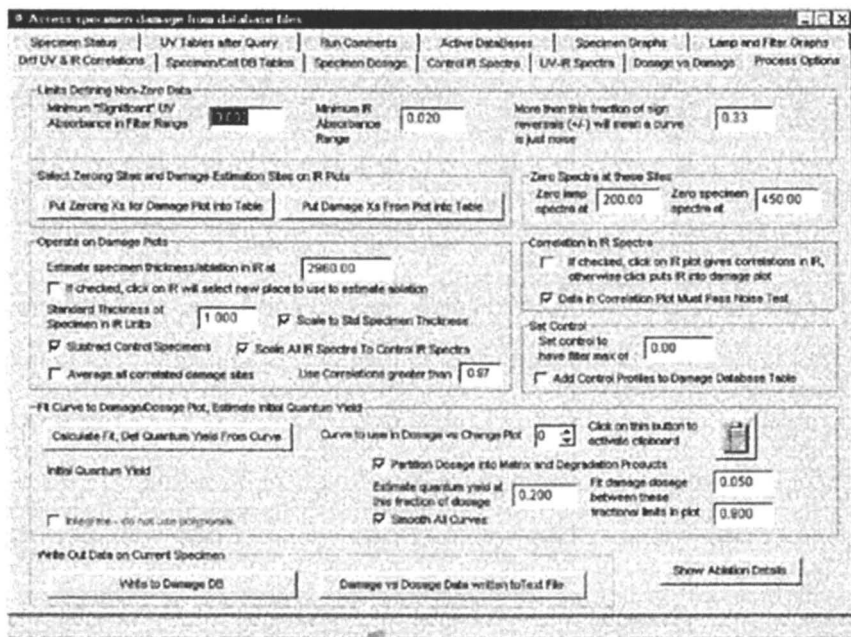 Assess specimen damage from database files
Specimen Status UV Tables after Query Run Comments Active DataBases Specimen Graphs Lamp and Filter Graphs
Diff UV & IR Correlations Specimen/Cell DB Tables Specimen Dosage Control IR Spectra UV-IR Spectra Dosage vs Damage Process Options
Limits Defining Non-Zero Data
Minimum "Significant" UV
Absorbance in Filter Range
Minimum IR
Absorbance
Range
0.020
More than this fraction of sign
reversals (+/-) will mean a curve
is just noise
0.33
Select Zeroing Sites and Damage-Estimation Sites on IR Plots
Put Zeroing Xs for Damage Plot into Table Put Damage Xs From Plot into Table
Zero Spectra at these Sites
Zero lamp
spectra at
200.00
Zero specimen
spectra at
450.00
Operate on Damage Plots
Estimate specimen thickness/ablation in IR at 2960.00
If checked, click on IR will select new place to use to estimate ablation
Standard Thickness of
Specimen in IR Units
1.000
Scale to Std Specimen Thickness
Subtract Control Specimens Scale All IR Spectra To Control IR Spectra
Average all correlated damage sites Use Correlations greater than 0.97
Correlation in IR Spectra
If checked, click on IR plot gives correlations in IR,
otherwise click puts IR into damage plot
Data in Correlation Plot Must Pass Noise Test
Set Control
Set control to
have filter max of
0.00
Add Control Profiles to Damage Database Table
Fit Curve to Damage/Dosage Plot, Estimate Initial Quantum Yield
Calculate Fit, Get Quantum Yield From Curve
Curve to use in Dosage vs Change Plot 0
Click on this button to
activate clipboard
Initial Quantum Yield
Partition Dosage into Matrix and Degradation Products
Estimate quantum yield at
this fraction of dosage
0.200
Fit damage dosage
between these
fractional limits in plot
0.050
0.800
Integrate - do not use polynomials
Smooth All Curves
Write Out Data on Current Specimen
Write to Damage DB Damage vs Dosage Data written toText File
Show Ablation Details